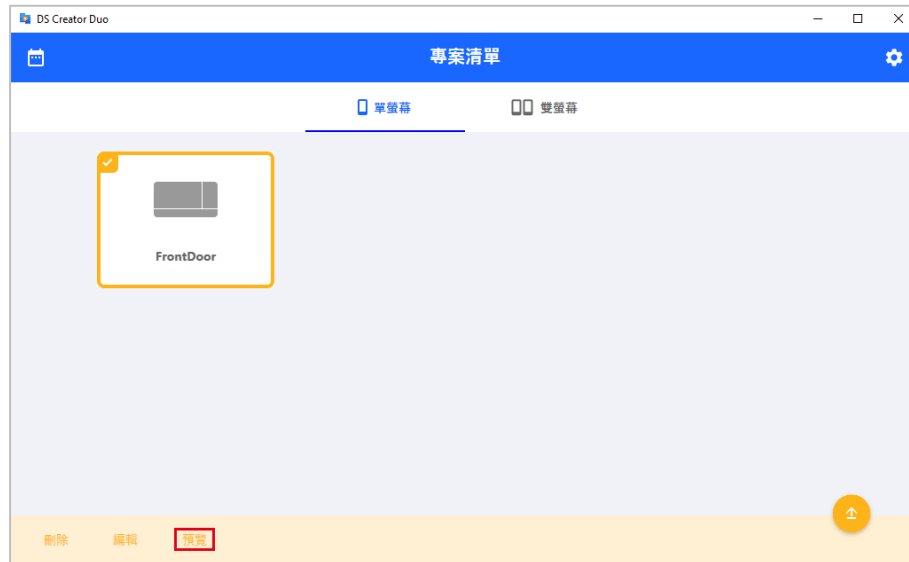 DS Creator Duo
專案清單
單螢幕
雙螢幕
FrontDoor
刪除 編輯 預覽